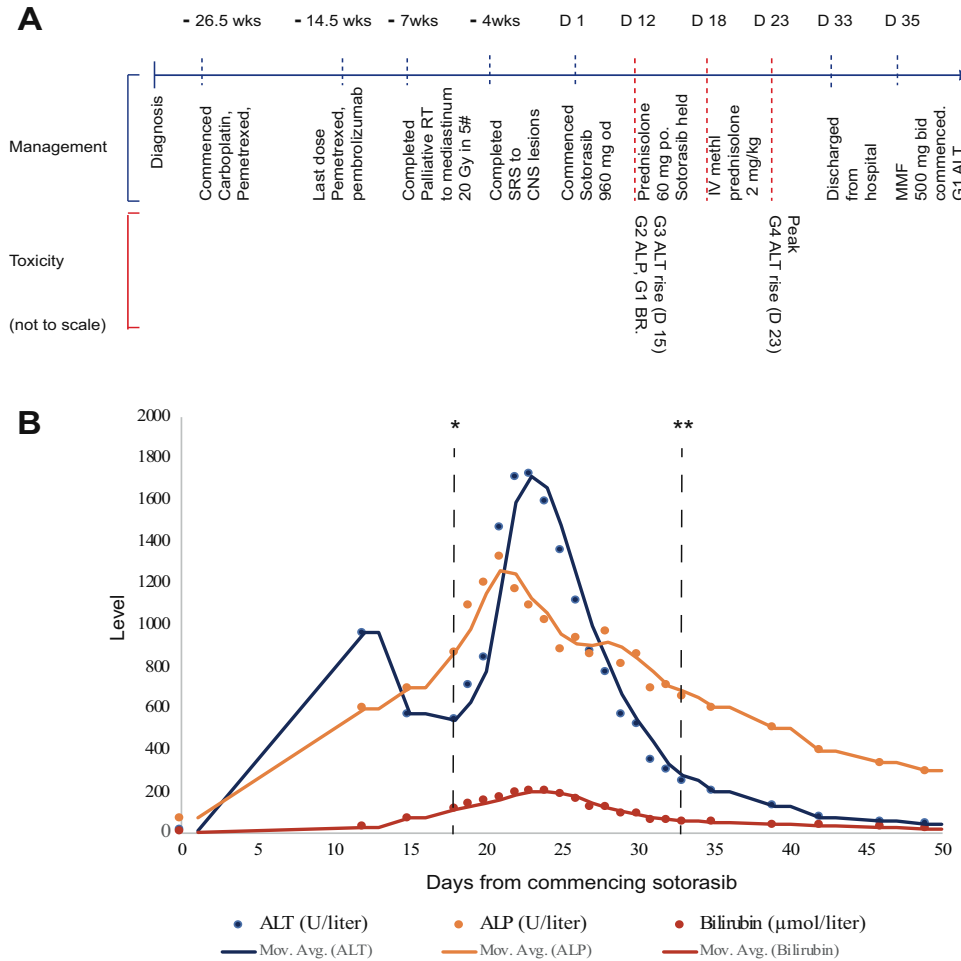 A
- 26.5 wks
- 14.5 wks
- 7wks
- 4wks
D 1
D 12
D 18
D 23
D 33
D 35
Management
Diagnosis
Commenced
Carboplatin,
Pemetrexed,
Last dose
Pemetrexed,
pembrolizumab
Completed
Palliative RT
to mediastinum
20 Gy in 5#
Completed
SRS to
CNS lesions
Commenced
Sotorasib
960 mg od
Prednisolone
60 mg po.
Sotorasib held
IV methl
prednisolone
2 mg/kg
Discharged
from
hospital
MMF
500 mg bid
commenced.
G1 ALT
Toxicity
(not to scale)
G3 ALT rise (D 15)
G2 ALP, G1 BR.
Peak
G4 ALT rise (D 23)
B
*
**
Level
2000
1800
1600
1400
1200
1000
800
600
400
200
0
0
5
10
15
20
25
30
35
40
45
50
Days from commencing sotorasib
ALT (U/liter)
ALP (U/liter)
Bilirubin (µmol/liter)
Mov. Avg. (ALT)
Mov. Avg. (ALP)
Mov. Avg. (Bilirubin)